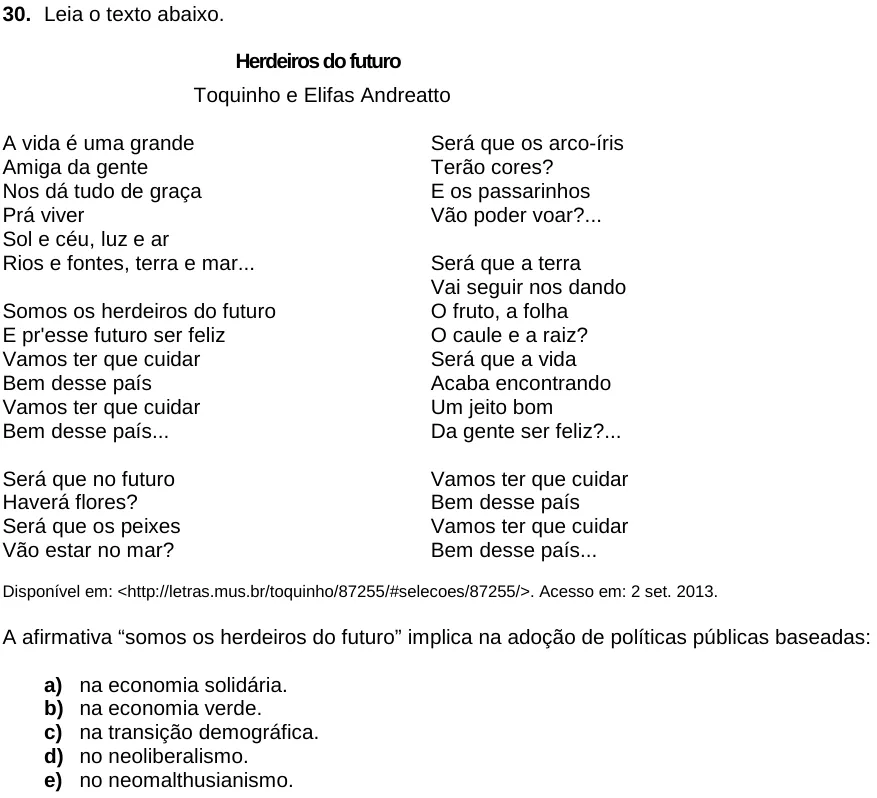 30. Leia o texto abaixo.
Herdeiros do futuro
Toquinho e Elifas Andreatto
A vida é uma grande
Amiga da gente
Nos dá tudo de graça
Prá viver
Sol e céu, luz e ar
Rios e fontes, terra e mar...
Somos os herdeiros do futuro
E pr'esse futuro ser feliz
Vamos ter que cuidar
Bem desse país
Vamos ter que cuidar
Bem desse país...
Será que no futuro
Haverá flores?
Será que os peixes
Vão estar no mar?
Será que os arco-íris
Terão cores?
E os passarinhos
Vão poder voar?...
Será que a terra
Vai seguir nos dando
O fruto, a folha
O caule e a raiz?
Será que a vida
Acaba encontrando
Um jeito bom
Da gente ser feliz?...
Vamos ter que cuidar
Bem desse país
Vamos ter que cuidar
Bem desse país...
Disponível em: <http://letras.mus.br/toquinho/87255/#selecoes/87255/>. Acesso em: 2 set. 2013.
A afirmativa “somos os herdeiros do futuro” implica na adoção de políticas públicas baseadas:
a) na economia solidária.
b) na economia verde.
c) na transição demográfica.
d) no neoliberalismo.
e) no neomalthusianismo.